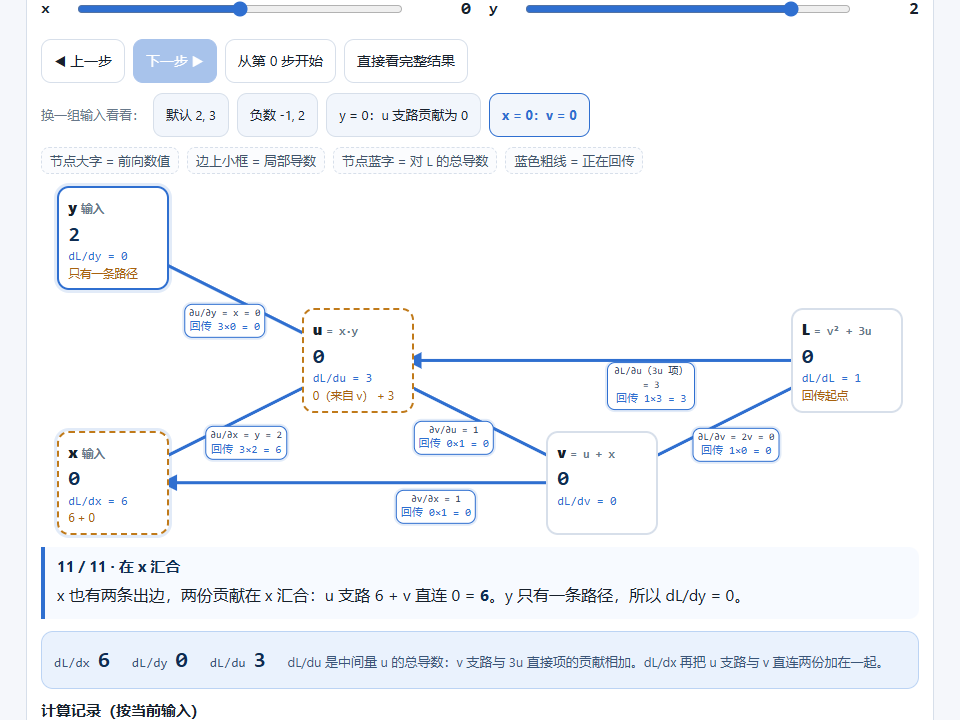 x 0 y 2
◀ 上一步 下一步 ▶ 从第 0 步开始 直接看完整结果
换一组输入看看： 默认 2, 3 负数 -1, 2 y = 0：u 支路贡献为 0 x = 0：v = 0
节点大字 = 前向数值 边上小框 = 局部导数 节点蓝字 = 对 L 的总导数 蓝色粗线 = 正在回传
y 输入
2
dL/dy = 0
只有一条路径
∂u/∂y = x = 0
回传 3×0 = 0
u = x·y
0
dL/du = 3
0（来自 v） + 3
L = v² + 3u
0
dL/dL = 1
回传起点
∂L/∂u（3u 项）
= 3
回传 1×3 = 3
∂u/∂x = y = 2
回传 3×2 = 6
∂v/∂u = 1
回传 0×1 = 0
∂L/∂v = 2v = 0
回传 1×0 = 0
x 输入
0
dL/dx = 6
6 + 0
v = u + x
0
dL/dv = 0
∂v/∂x = 1
回传 0×1 = 0
11 / 11 · 在 x 汇合
x 也有两条出边，两份贡献在 x 汇合：u 支路 6 + v 直连 0 = 6。y 只有一条路径，所以 dL/dy = 0。
dL/dx 6 dL/dy 0 dL/du 3 dL/du 是中间量 u 的总导数：v 支路与 3u 直接项的贡献相加。dL/dx 再把 u 支路与 v 直连两份加在一起。
计算记录（按当前输入）